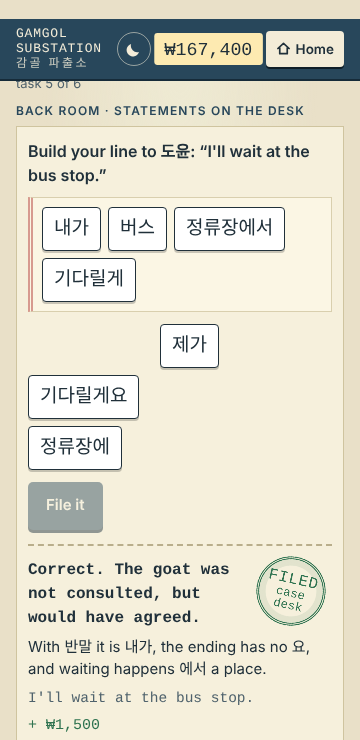 GAMGOL
SUBSTATION
감골 파출소
₩167,400
Home
task 5 of 6
BACK ROOM · STATEMENTS ON THE DESK
Build your line to 도윤: “I'll wait at the
bus stop.”
내가 버스 정류장에서
기다릴게
제가
기다릴게요
정류장에
File it
Correct. The goat was
not consulted, but
would have agreed.
FILED
case
desk
With 반말 it is 내가, the ending has no 요,
and waiting happens 에서 a place.
I'll wait at the bus stop.
+ ₩1,500